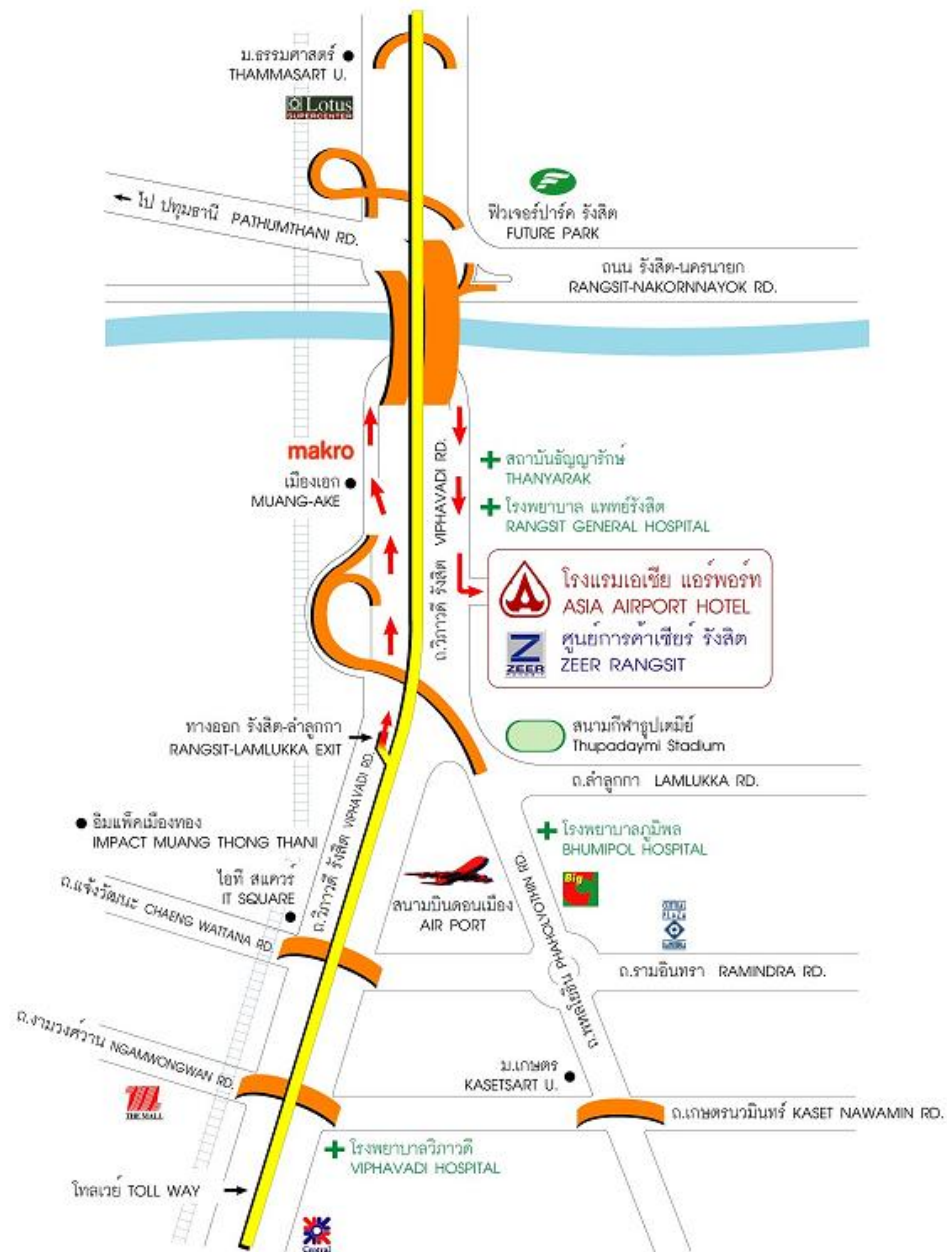 ม.ธรรมศาสตร์
THAMMASART U.
Lotus
SUPERCENTER
ไป ปทุมธานี PATHUMTHANI RD.
ฟิวเจอร์ปาร์ค รังสิต
FUTURE PARK
ถนน รังสิต-นครนายก
RANGSIT-NAKORNNAYOK RD.
makro
เมืองเอก
MUANG-AKE
ถ.วิภาวดี รังสิต VIPHAVADI RD.
สถาบันธัญญารักษ์
THANYARAK
โรงพยาบาล แพทย์รังสิต
RANGSIT GENERAL HOSPITAL
โรงแรมเอเชีย แอร์พอร์ท
ASIA AIRPORT HOTEL
Z
ZEER
ศูนย์การค้าเซียร์ รังสิต
ZEER RANGSIT
ทางออก รังสิต-ลำลูกกา
RANGSIT-LAMLUKKA EXIT
สนามกีฬาธูปเตมีย์
Thupadaymi Stadium
ถ.ลำลูกกา LAMLUKKA RD.
ถ.วิภาวดี รังสิต VIPHAVADI RD.
อิมแพ็คเมืองทอง
IMPACT MUANG THONG THANI
โรงพยาบาลภูมิพล
BHUMIPOL HOSPITAL
Big
ไอที สแควร์
IT SQUARE
ถ.แจ้งวัฒนะ CHAENG WATTANA RD.
สนามบินดอนเมือง
AIR PORT
ถ.พหลโยธิน PHAHOLYOTHIN RD.
ถ.รามอินทรา RAMINDRA RD.
ถ.งามวงศ์วาน NGAMWONGWAN RD.
ม.เกษตร
KASETSART U.
THE MALL
ถ.เกษตรนวมินทร์ KASET NAWAMIN RD.
โรงพยาบาลวิภาวดี
VIPHAVADI HOSPITAL
โทลเวย์ TOLL WAY
Central